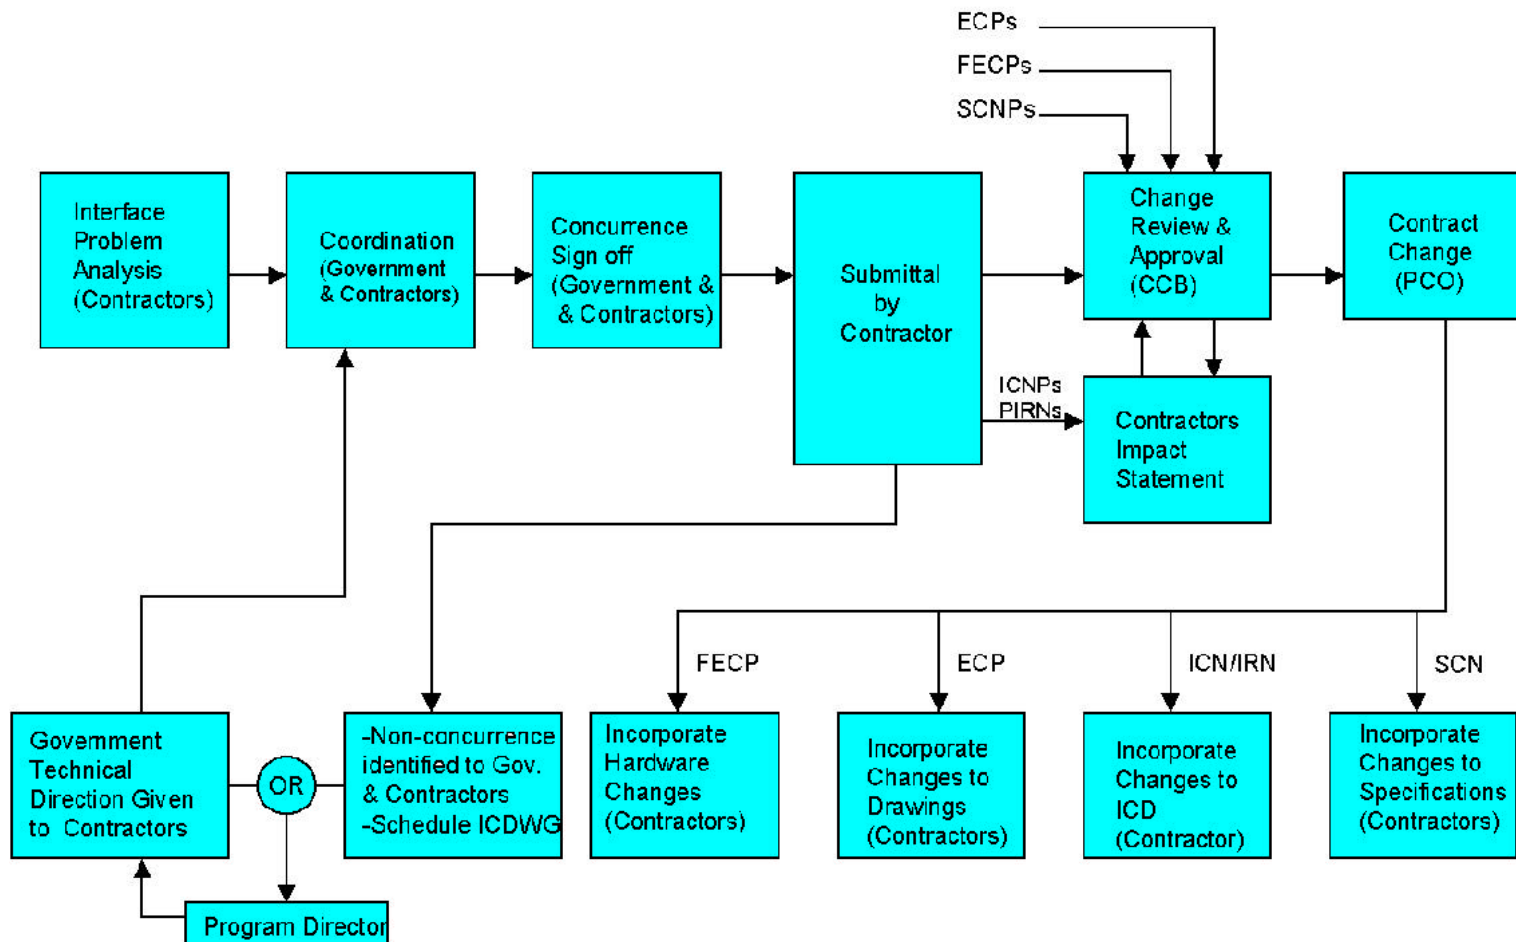 ECPs
FECPs
SCNPs
Interface
Problem
Analysis
(Contractors)
Coordination
(Government
& Contractors)
Concurrence
Sign off
(Government &
& Contractors)
Submittal
by
Contractor
Change
Review &
Approval
(CCB)
Contract
Change
(PCO)
ICNPs
PIRNs
Contractors
Impact
Statement
FECP
ECP
ICN/IRN
SCN
Government
Technical
Direction Given
to Contractors
OR
-Non-concurrence
identified to Gov.
& Contractors
-Schedule ICDWG
Incorporate
Hardware
Changes
(Contractors)
Incorporate
Changes to
Drawings
(Contractors)
Incorporate
Changes to
ICD
(Contractor)
Incorporate
Changes to
Specifications
(Contractors)
Program Director